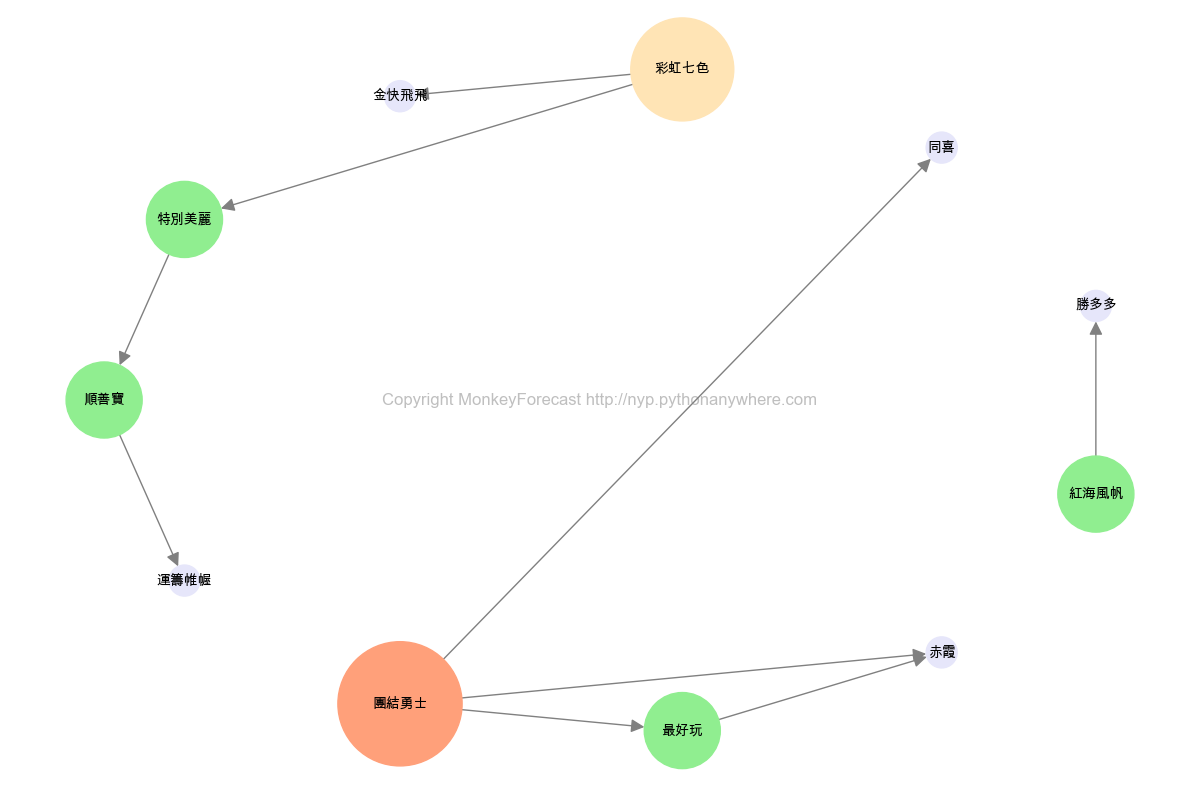 彩虹七色
金快飛飛
同喜
特別美麗
勝多多
順善寶
Copyright MonkeyForecast http://nyp.pythonanywhere.com
紅海風帆
運籌帷幄
赤霞
團結勇士
最好玩